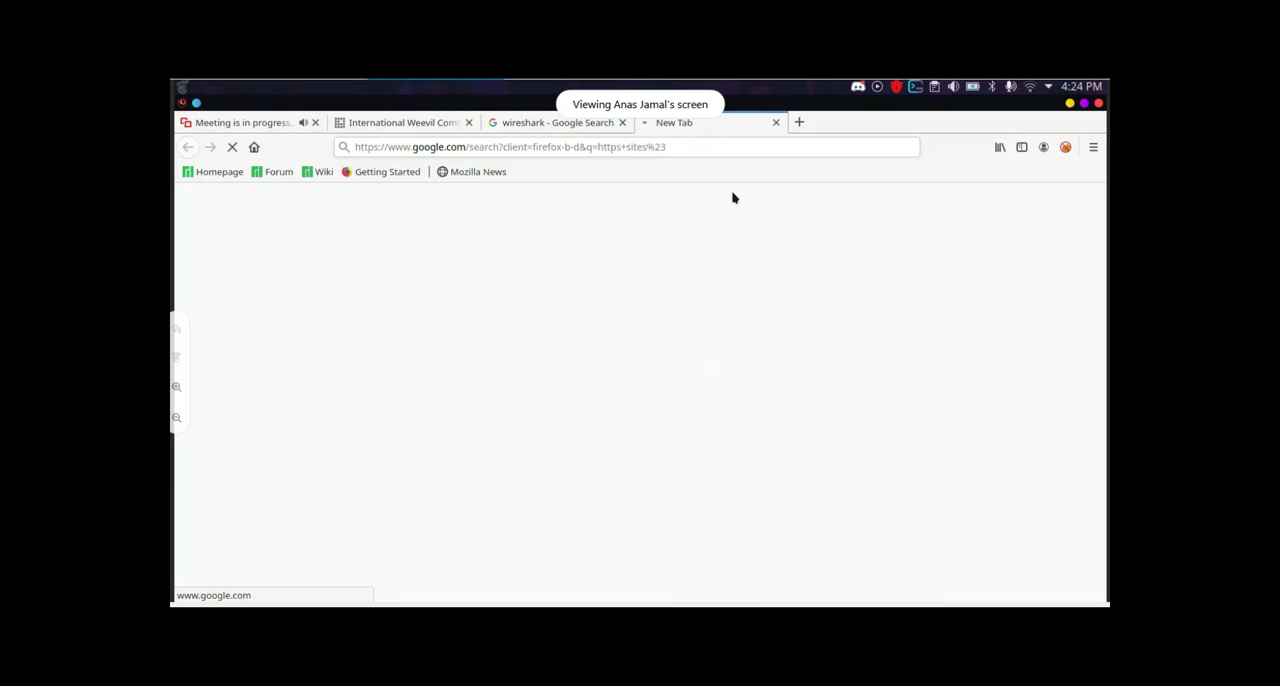 4:24 PM
Viewing Anas Jamal's screen
Meeting is in progress. International Weevil Com wireshark - Google Search New Tab
https://www.google.com/search?client=firefox-b-d&q=https+sites%23
Homepage Forum Wiki Getting Started Mozilla News
www.google.com